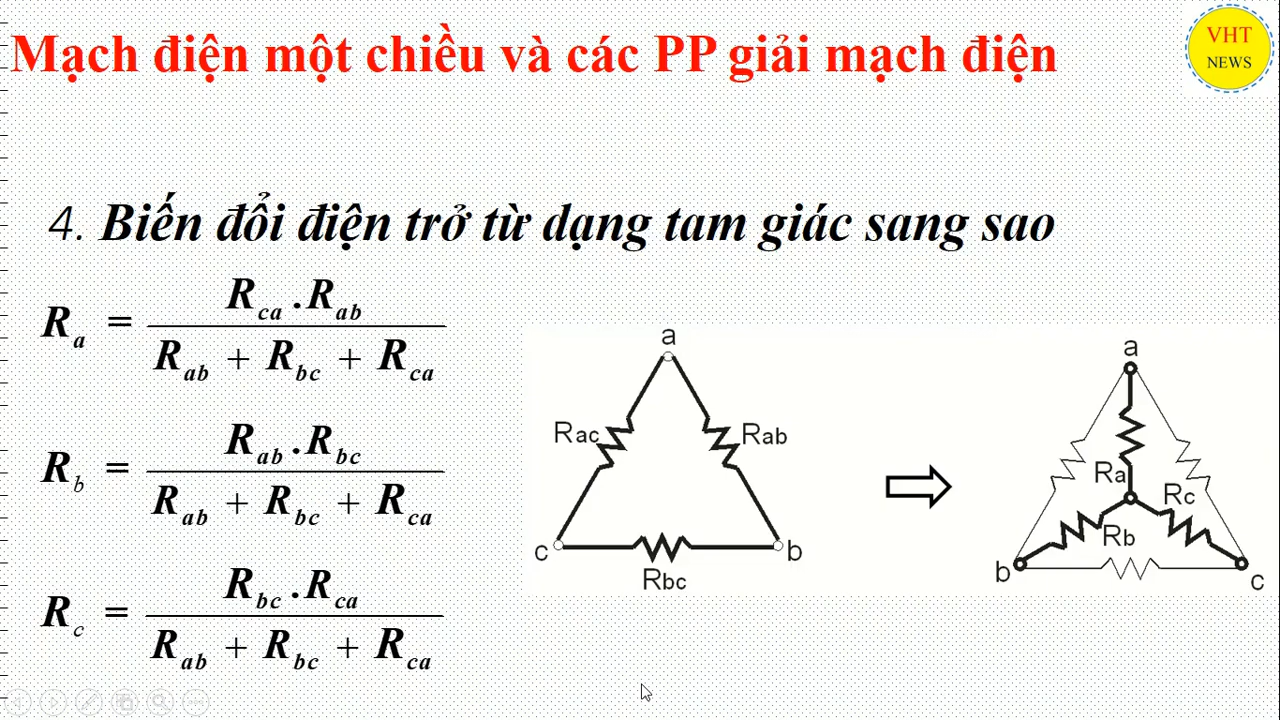 Mạch điện một chiều và các PP giải mạch điện
VHT
NEWS
4. Biến đổi điện trở từ dạng tam giác sang sao
R_a = (R_ca . R_ab) / (R_ab + R_bc + R_ca)
R_b = (R_ab . R_bc) / (R_ab + R_bc + R_ca)
R_c = (R_bc . R_ca) / (R_ab + R_bc + R_ca)
a
Rac
Rab
c
b
Rbc
a
Ra
Rc
Rb
b
c